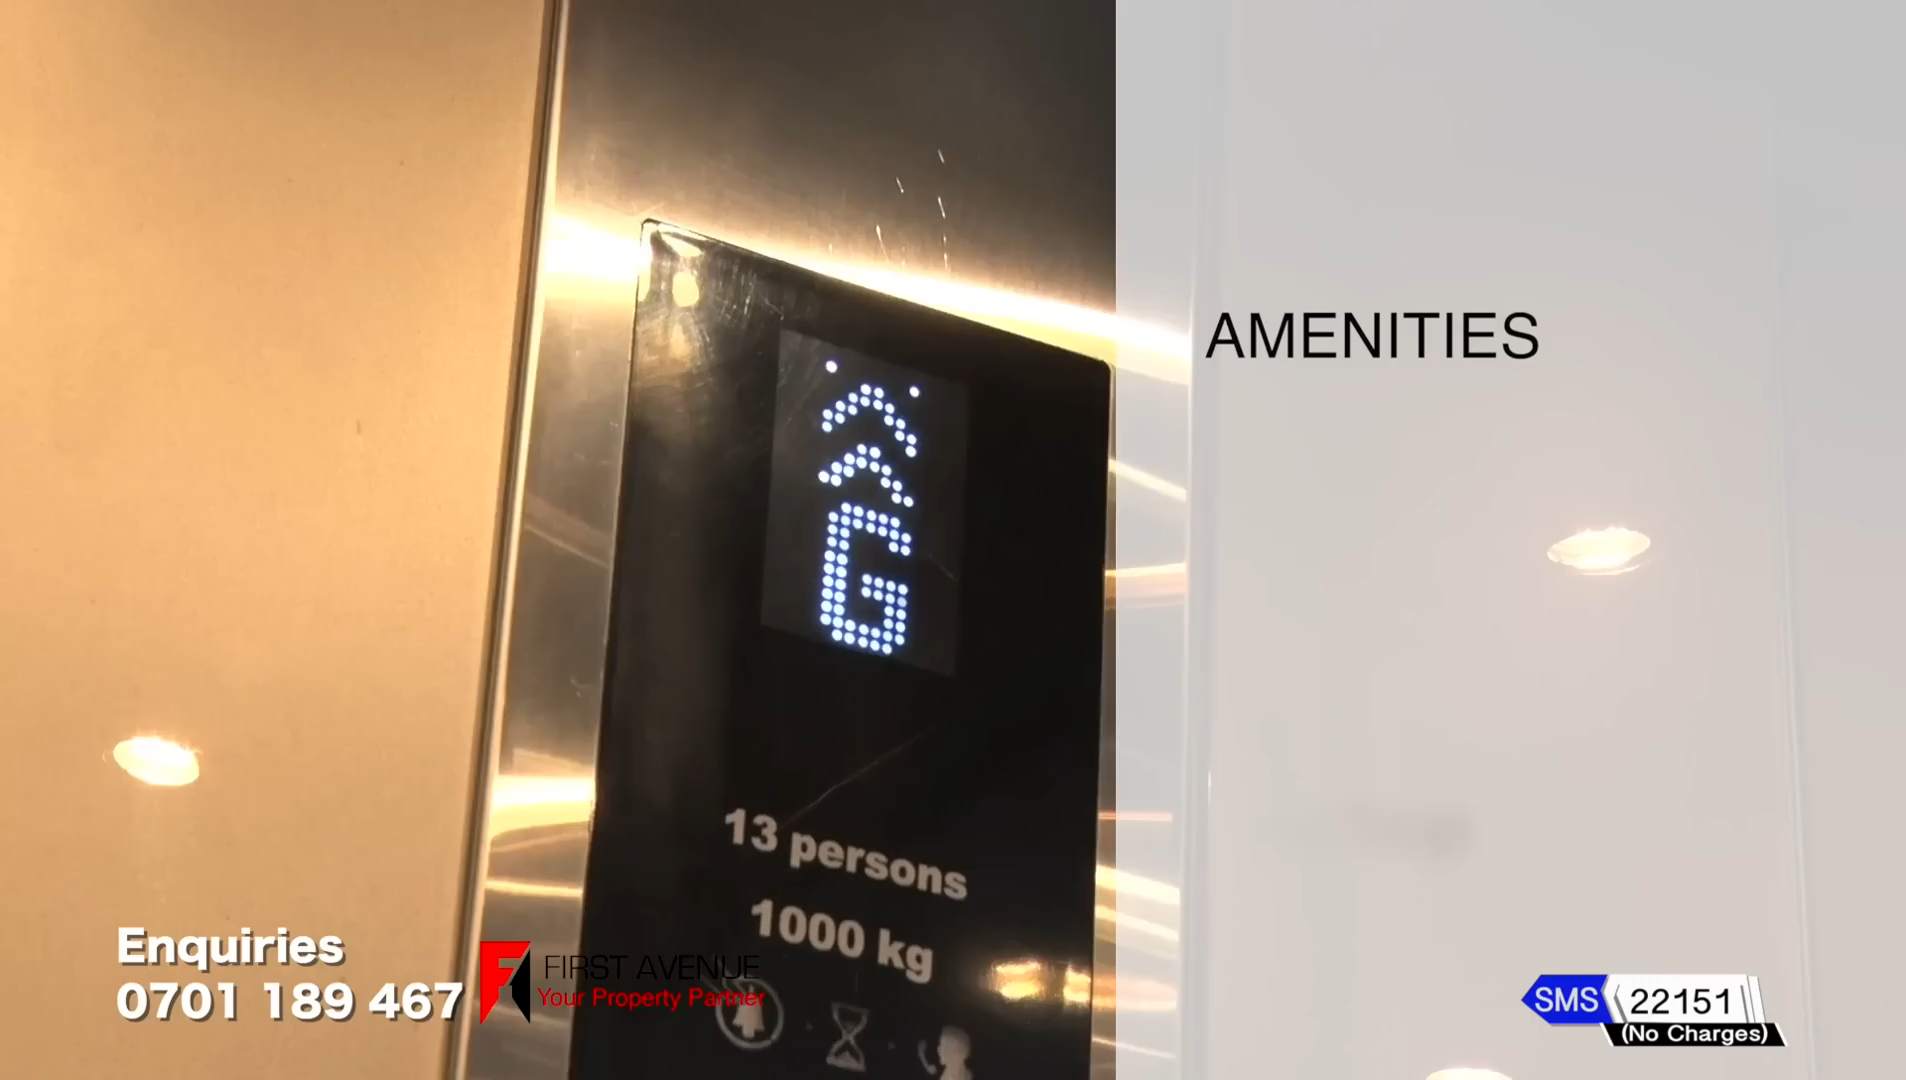 AMENITIES
G
13 persons
1000 kg
Enquiries
0701 189 467
FIRST AVENUE
Your Property Partner
SMS 22151
(No Charges)